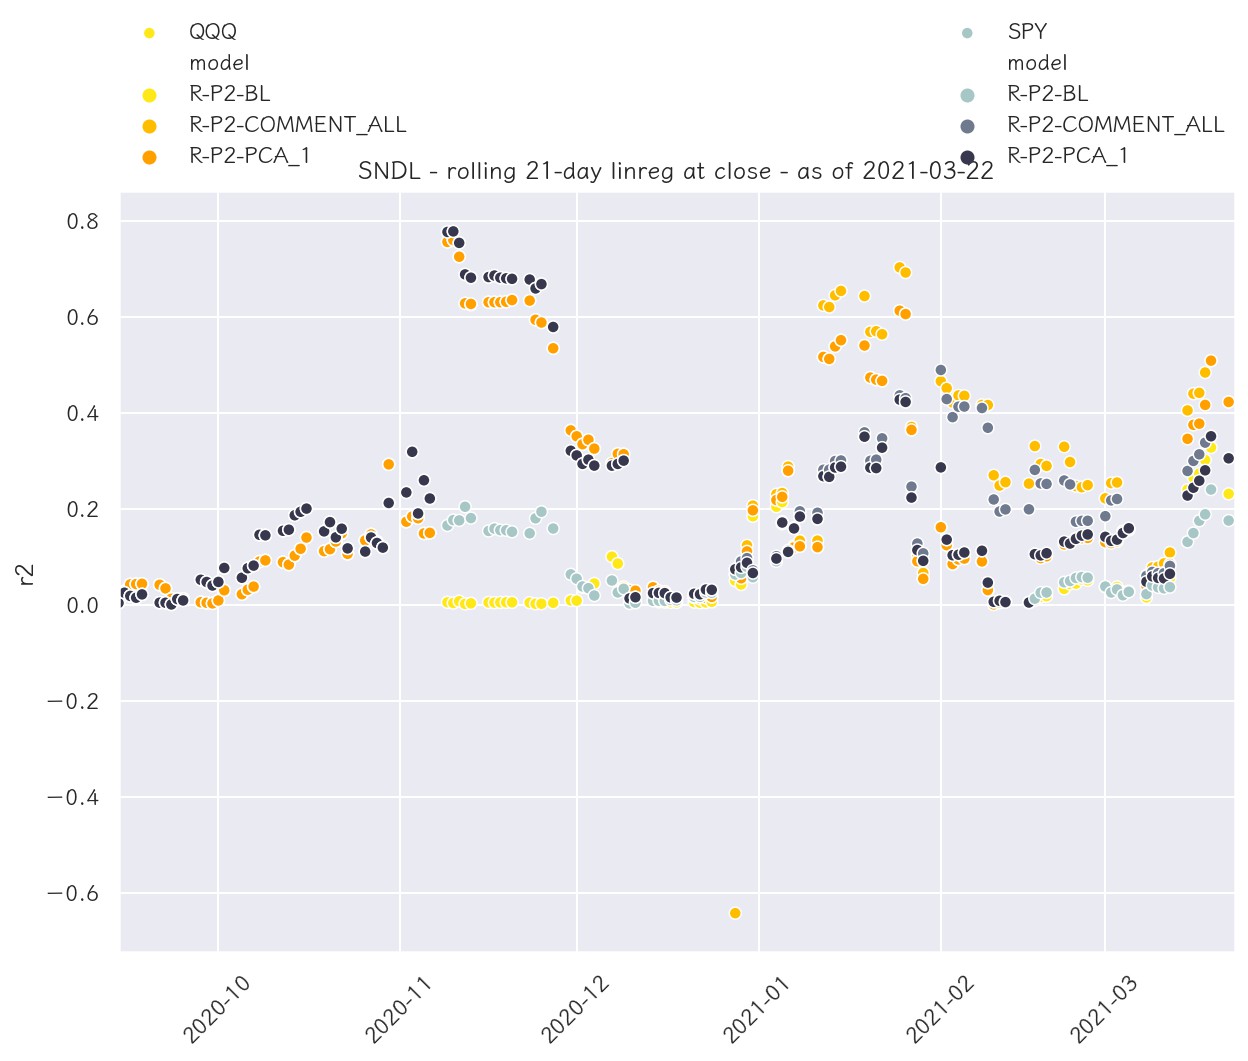 QQQ
model
R-P2-BL
R-P2-COMMENT_ALL
R-P2-PCA_1
SPY
model
R-P2-BL
R-P2-COMMENT_ALL
R-P2-PCA_1
SNDL - rolling 21-day linreg at close - as of 2021-03-22
r2
0.8
0.6
0.4
0.2
0.0
−0.2
−0.4
−0.6
2020-10
2020-11
2020-12
2021-01
2021-02
2021-03